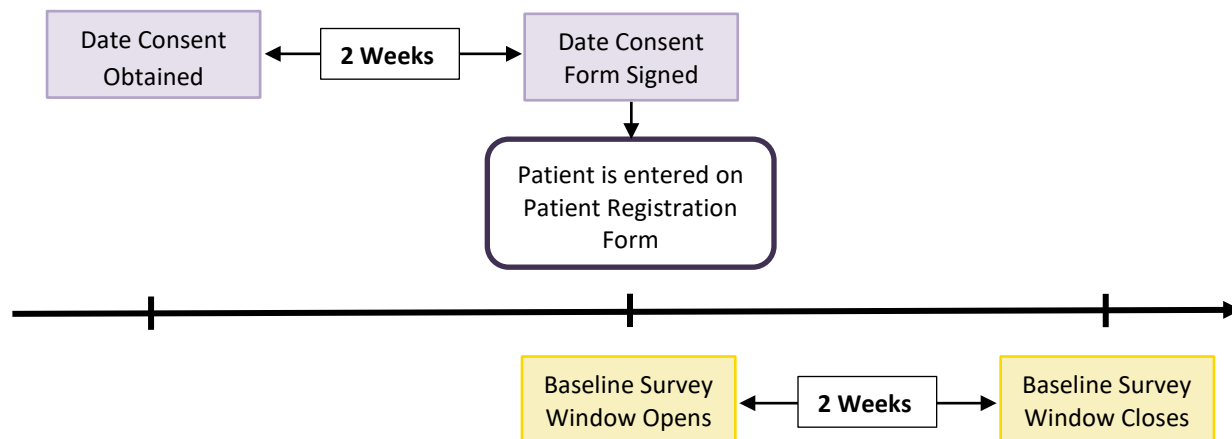 Date Consent
Obtained
2 Weeks
Date Consent
Form Signed
Patient is entered on
Patient Registration
Form
Baseline Survey
Window Opens
2 Weeks
Baseline Survey
Window Closes